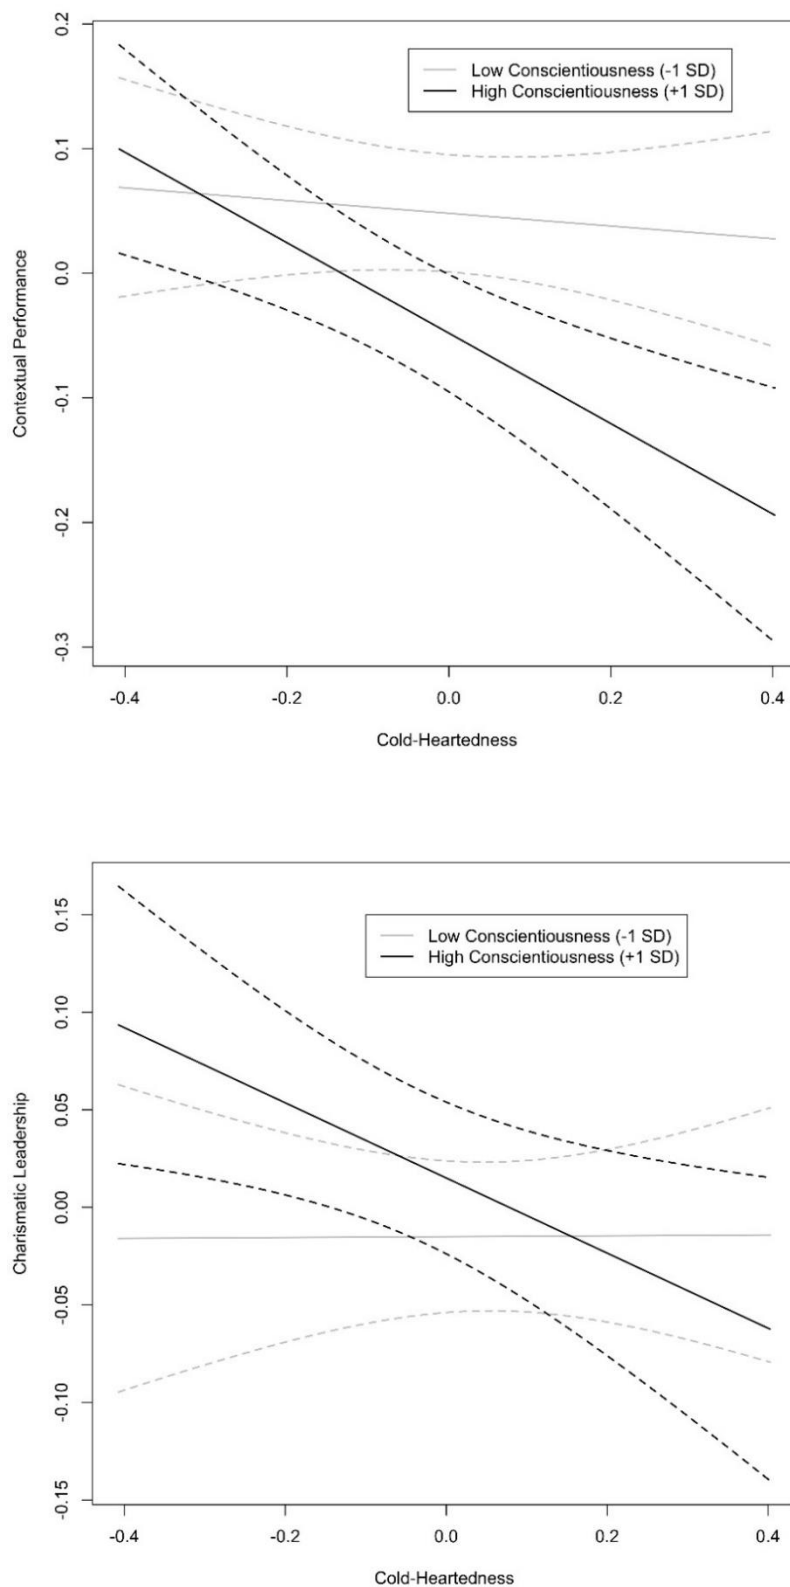 0.2
Low Conscientiousness (-1 SD)
High Conscientiousness (+1 SD)
0.1
0.0
-0.1
-0.2
-0.3
Contextual Performance
-0.4 -0.2 0.0 0.2 0.4
Cold-Heartedness
0.15
Low Conscientiousness (-1 SD)
High Conscientiousness (+1 SD)
0.10
0.05
0.00
-0.05
-0.10
-0.15
Charismatic Leadership
-0.4 -0.2 0.0 0.2 0.4
Cold-Heartedness